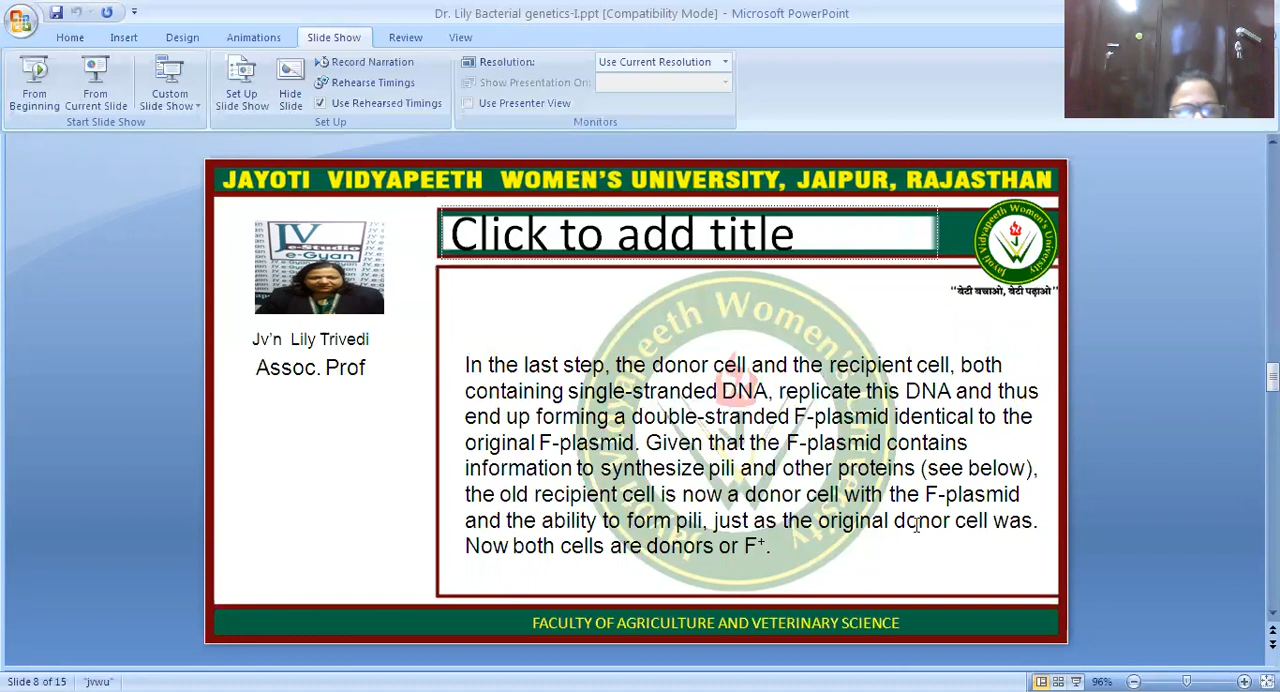 Dr. Lily Bacterial genetics-I.ppt [Compatibility Mode] - Microsoft PowerPoint
Home Insert Design Animations Slide Show Review View
From Beginning
From Current Slide
Custom Slide Show
Start Slide Show
Set Up Slide Show
Hide Slide
Record Narration
Rehearse Timings
Use Rehearsed Timings
Set Up
Resolution: Use Current Resolution
Show Presentation On:
Use Presenter View
Monitors
JAYOTI VIDYAPEETH WOMEN'S UNIVERSITY, JAIPUR, RAJASTHAN
Click to add title
Jayoti Vidyapeeth Women's University
"बेटी बचाओ, बेटी पढ़ाओ"
JV
e-Studio
e-Gyan
Jv'n Lily Trivedi
Assoc. Prof
In the last step, the donor cell and the recipient cell, both
containing single-stranded DNA, replicate this DNA and thus
end up forming a double-stranded F-plasmid identical to the
original F-plasmid. Given that the F-plasmid contains
information to synthesize pili and other proteins (see below),
the old recipient cell is now a donor cell with the F-plasmid
and the ability to form pili, just as the original donor cell was.
Now both cells are donors or F⁺.
FACULTY OF AGRICULTURE AND VETERINARY SCIENCE
Slide 8 of 15 "jvwu" 96%